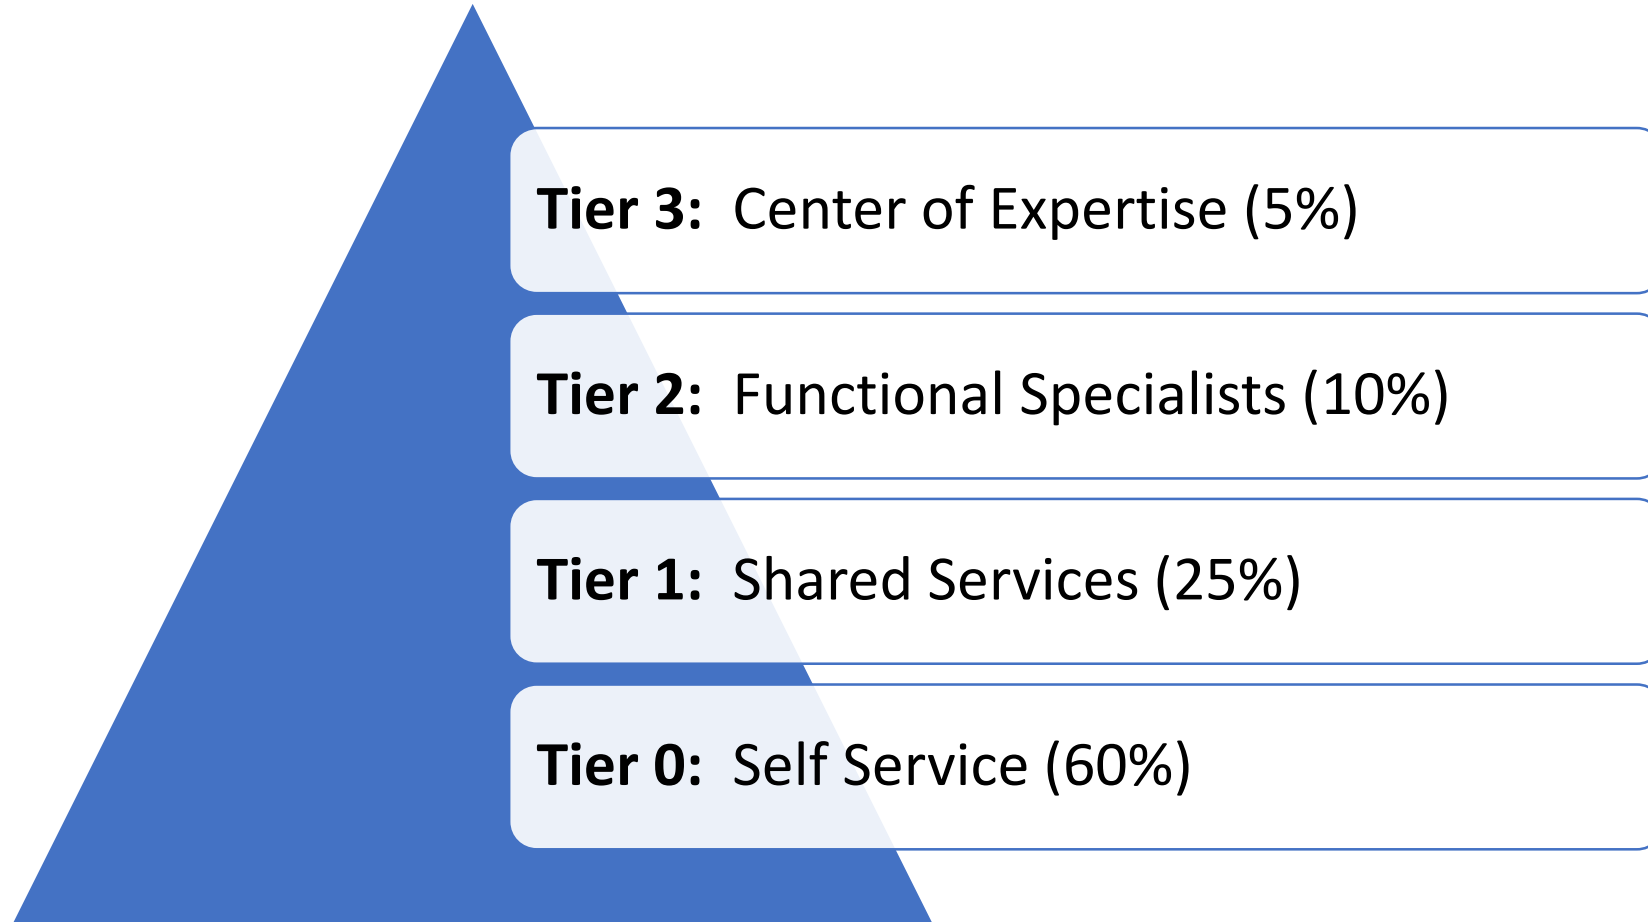 Tier 3: Center of Expertise (5%)
Tier 2: Functional Specialists (10%)
Tier 1: Shared Services (25%)
Tier 0: Self Service (60%)